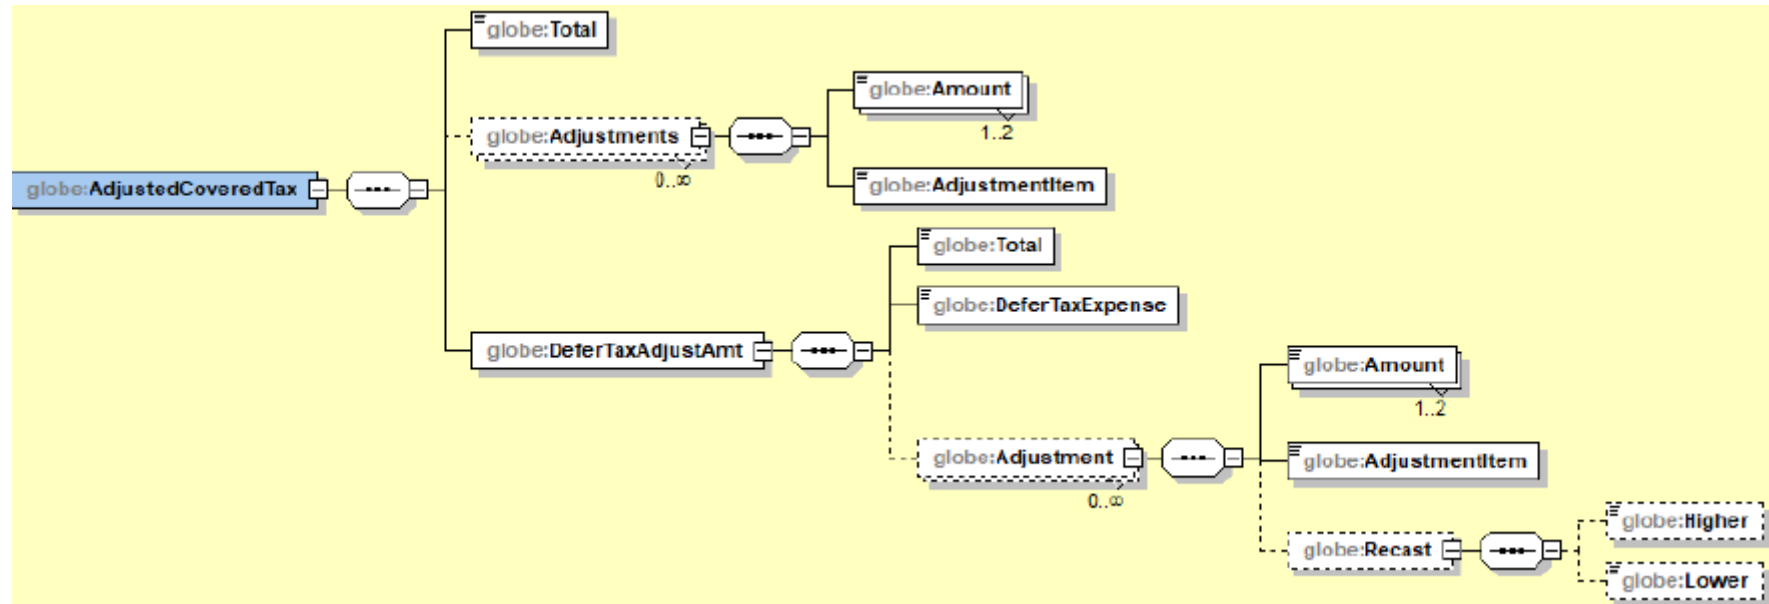 globe:Total
globe:Amount
1..2
globe:Adjustments
0..∞
globe:AdjustmentItem
globe:AdjustedCoveredTax
globe:Total
globe:DeferTaxExpense
globe:DeferTaxAdjustAmt
globe:Amount
1..2
globe:Adjustment
0..∞
globe:AdjustmentItem
globe:Higher
globe:Recast
globe:Lower